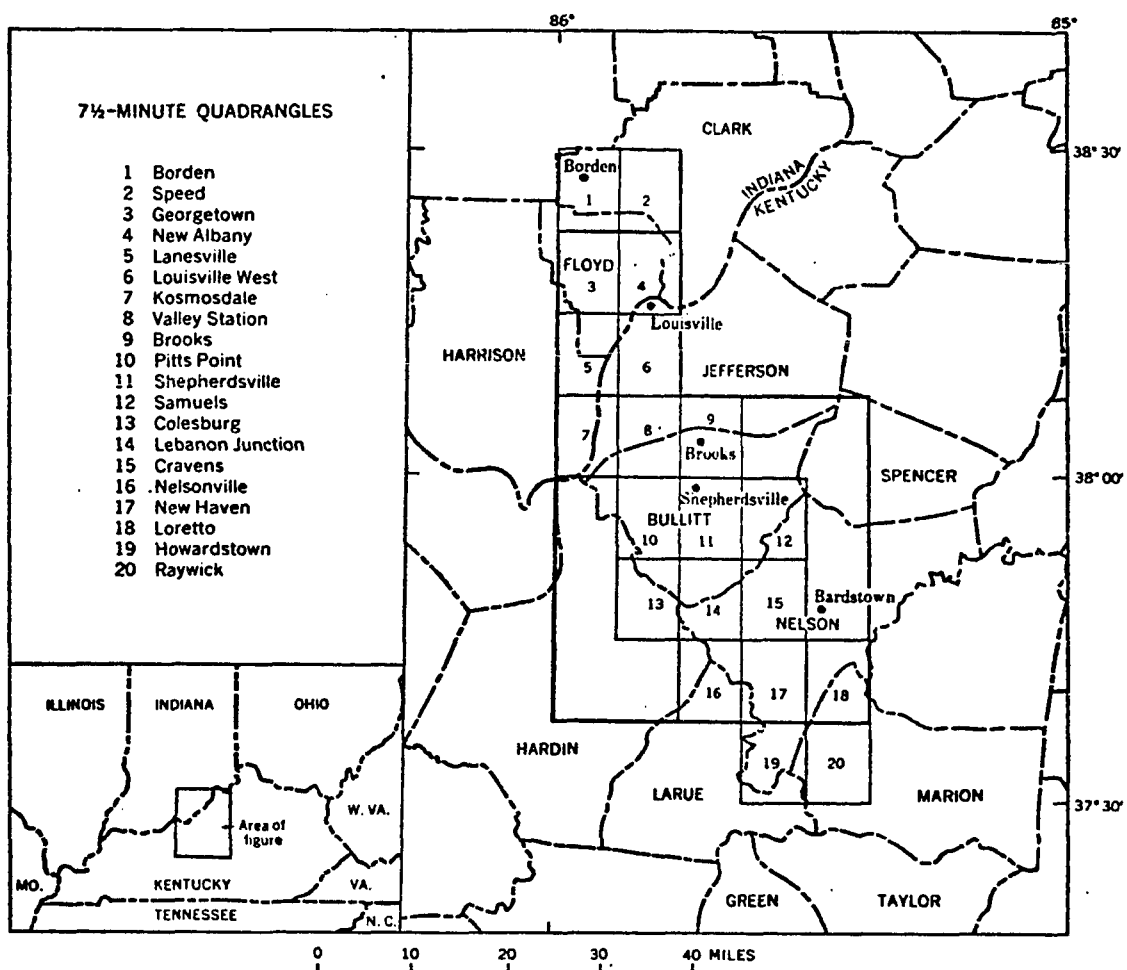 86°
85°
7½-MINUTE QUADRANGLES
1 Borden
2 Speed
3 Georgetown
4 New Albany
5 Lanesville
6 Louisville West
7 Kosmosdale
8 Valley Station
9 Brooks
10 Pitts Point
11 Shepherdsville
12 Samuels
13 Colesburg
14 Lebanon Junction
15 Cravens
16 Nelsonville
17 New Haven
18 Loretto
19 Howardstown
20 Raywick
CLARK
38° 30'
INDIANA
KENTUCKY
Borden
1
2
FLOYD
3
4
Louisville
HARRISON
5
6
JEFFERSON
7
8
9
Brooks
SPENCER
38° 00'
Shepherdsville
BULLITT
10
11
12
13
14
15
Bardstown
NELSON
16
17
18
HARDIN
19
20
LARUE
MARION
37° 30'
GREEN
TAYLOR
ILLINOIS
INDIANA
OHIO
W. VA.
Area of
figure
MO.
KENTUCKY
VA.
TENNESSEE
N. C.
0 10 20 30 40 MILES